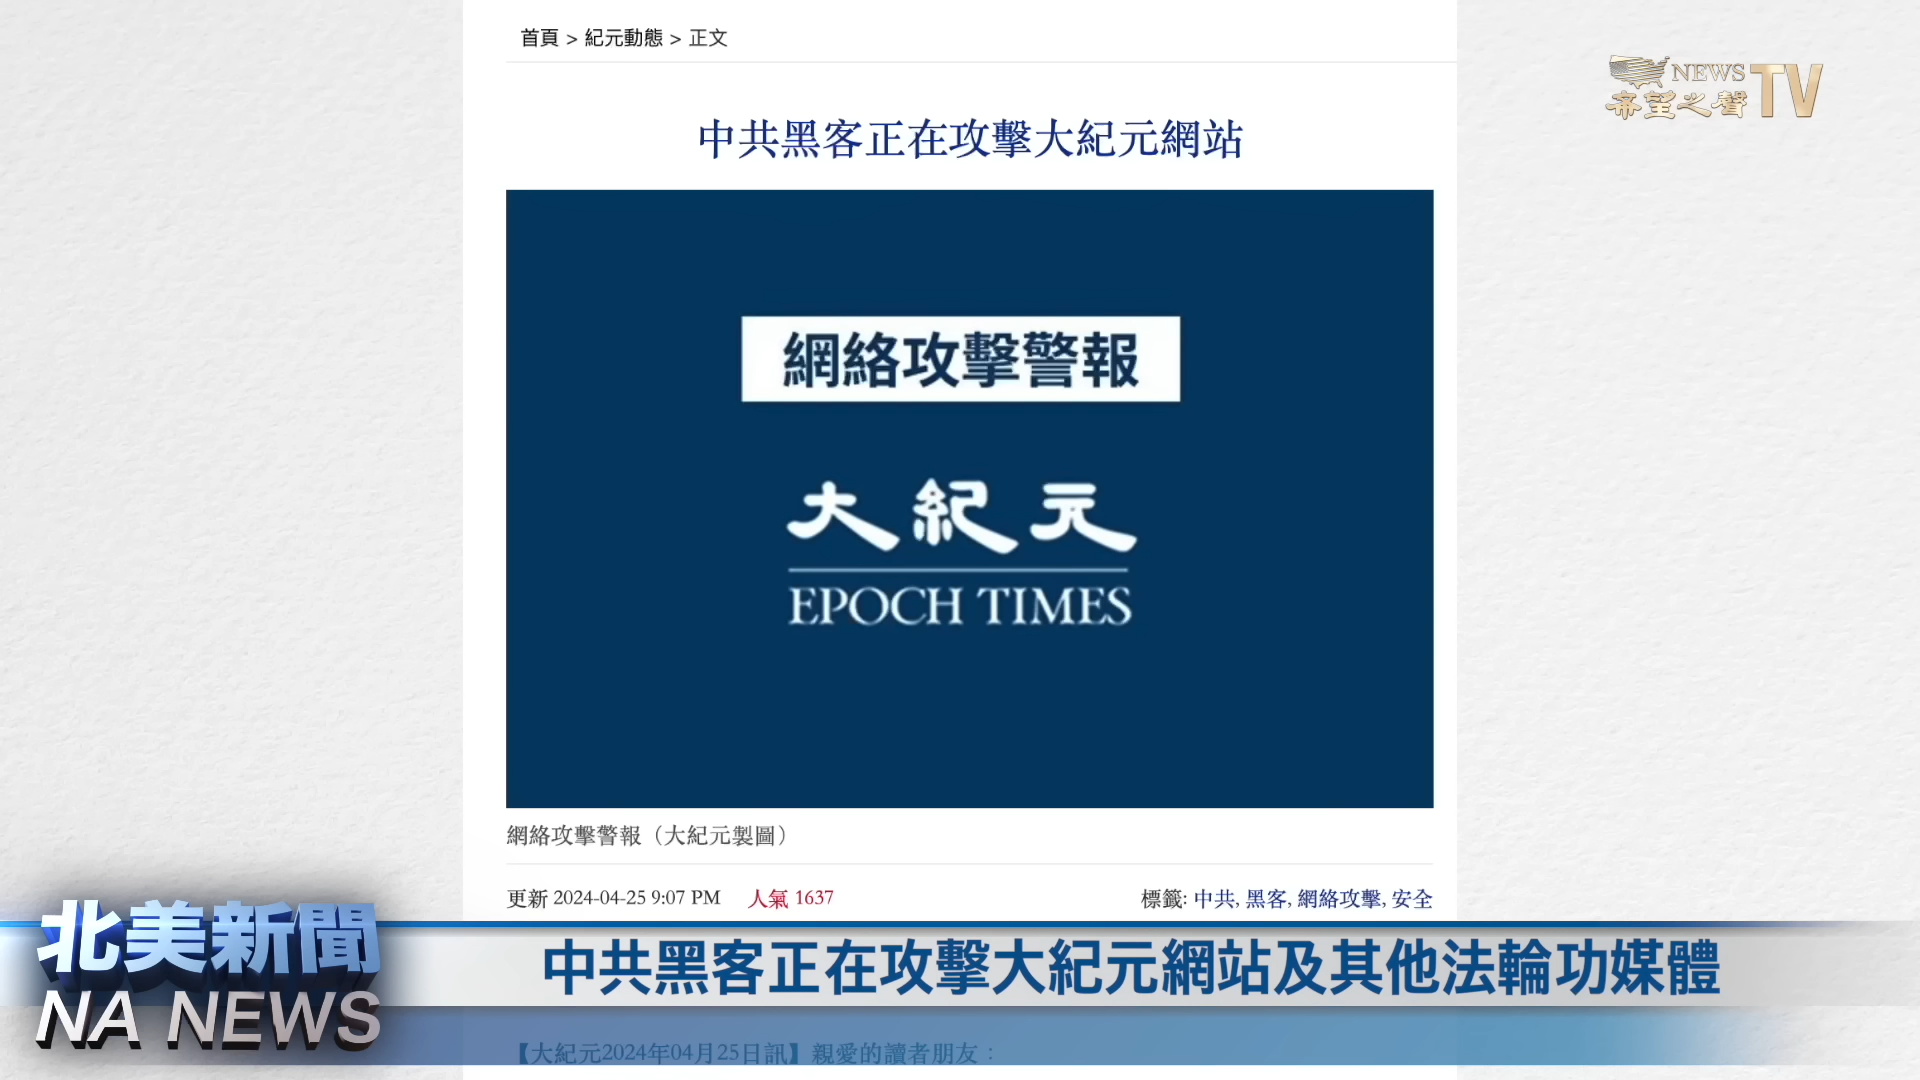 首頁 > 紀元動態 > 正文
NEWS
希望之聲
TV
中共黑客正在攻擊大紀元網站
網絡攻擊警報
大紀元
EPOCH TIMES
網絡攻擊警報（大紀元製圖）
更新 2024-04-25 9:07 PM 人氣 1637 標籤: 中共, 黑客, 網絡攻擊, 安全
北美新聞
NA NEWS
中共黑客正在攻擊大紀元網站及其他法輪功媒體
【大紀元2024年04月25日訊】親愛的讀者朋友：